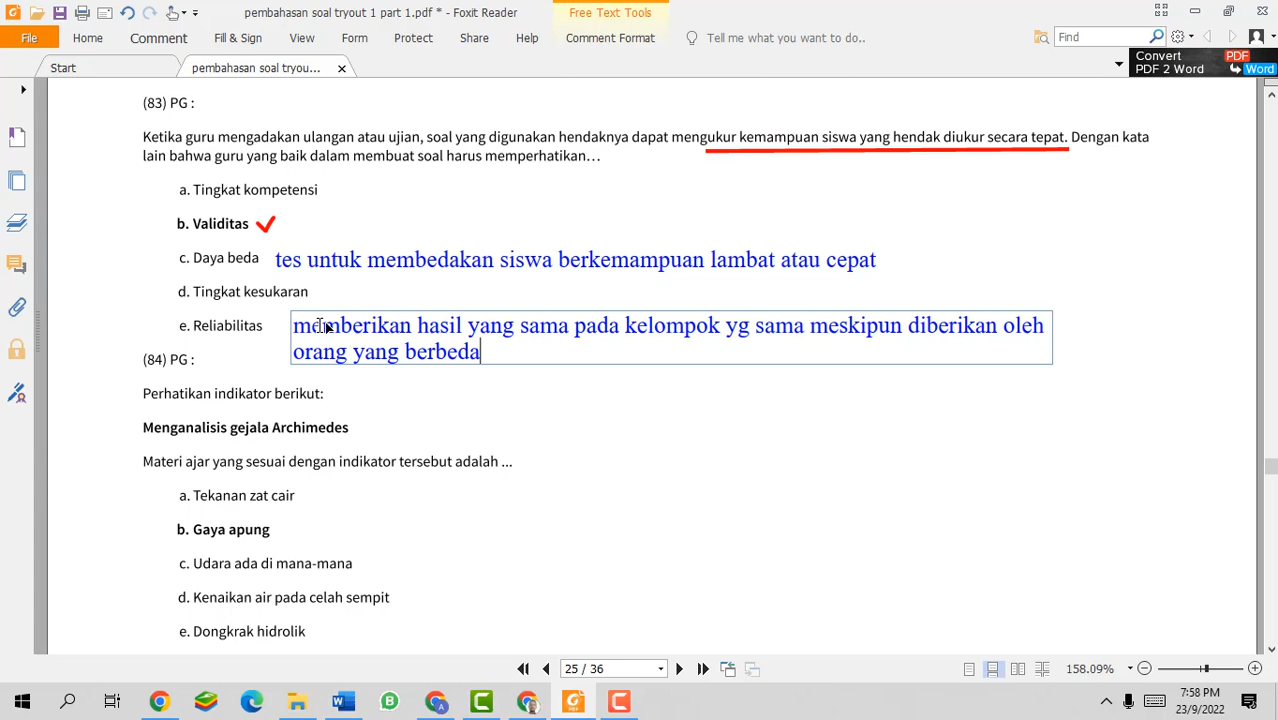 pembahasan soal tryout 1 part 1.pdf * - Foxit Reader
Free Text Tools
File Home Comment Fill & Sign View Form Protect Share Help Comment Format Tell me what you want to do.. Find
Start pembahasan soal tryou...
Convert PDF
PDF 2 Word Word
(83) PG :
Ketika guru mengadakan ulangan atau ujian, soal yang digunakan hendaknya dapat mengukur kemampuan siswa yang hendak diukur secara tepat. Dengan kata
lain bahwa guru yang baik dalam membuat soal harus memperhatikan…
a. Tingkat kompetensi
b. Validitas
c. Daya beda tes untuk membedakan siswa berkemampuan lambat atau cepat
d. Tingkat kesukaran
e. Reliabilitas memberikan hasil yang sama pada kelompok yg sama meskipun diberikan oleh
orang yang berbeda
(84) PG :
Perhatikan indikator berikut:
Menganalisis gejala Archimedes
Materi ajar yang sesuai dengan indikator tersebut adalah ...
a. Tekanan zat cair
b. Gaya apung
c. Udara ada di mana-mana
d. Kenaikan air pada celah sempit
e. Dongkrak hidrolik
25 / 36 158.09%
7:58 PM
23/9/2022